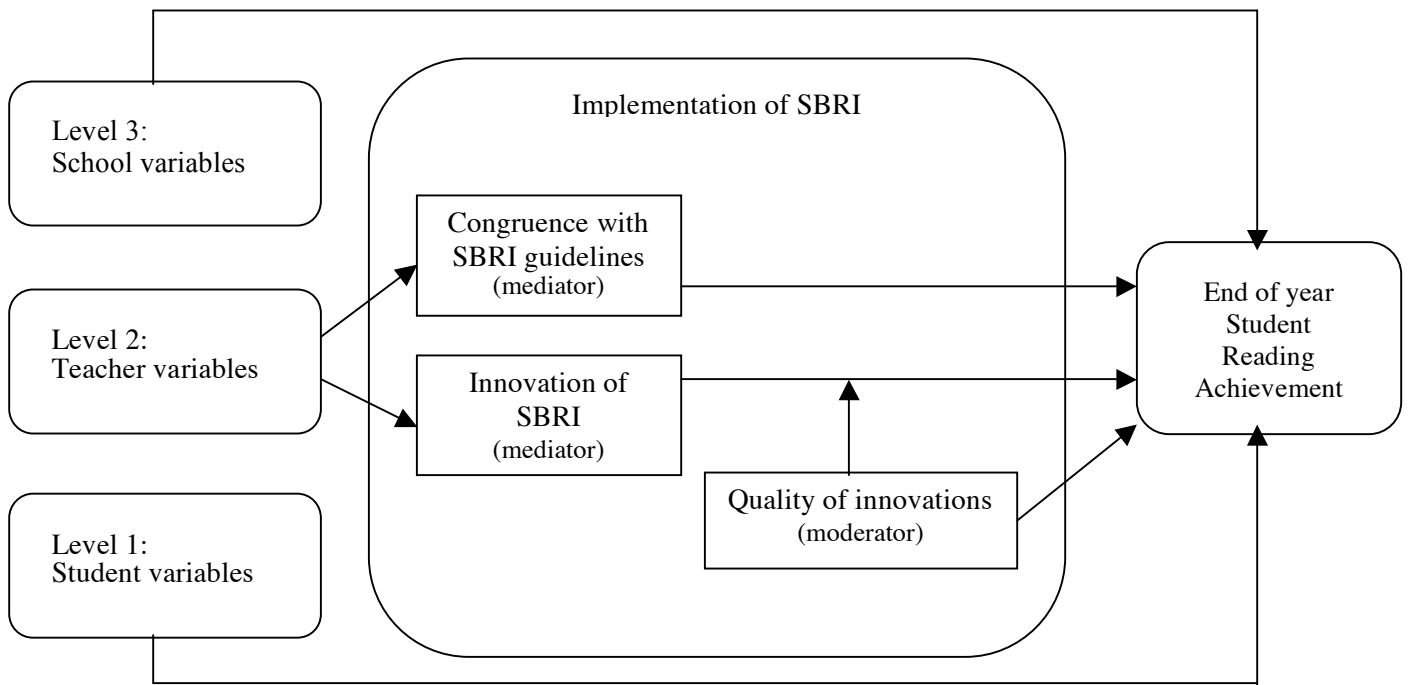 Implementation of SBRI
Level 3:
School variables
Congruence with
SBRI guidelines
(mediator)
Level 2:
Teacher variables
Innovation of
SBRI
(mediator)
Quality of innovations
(moderator)
End of year
Student
Reading
Achievement
Level 1:
Student variables